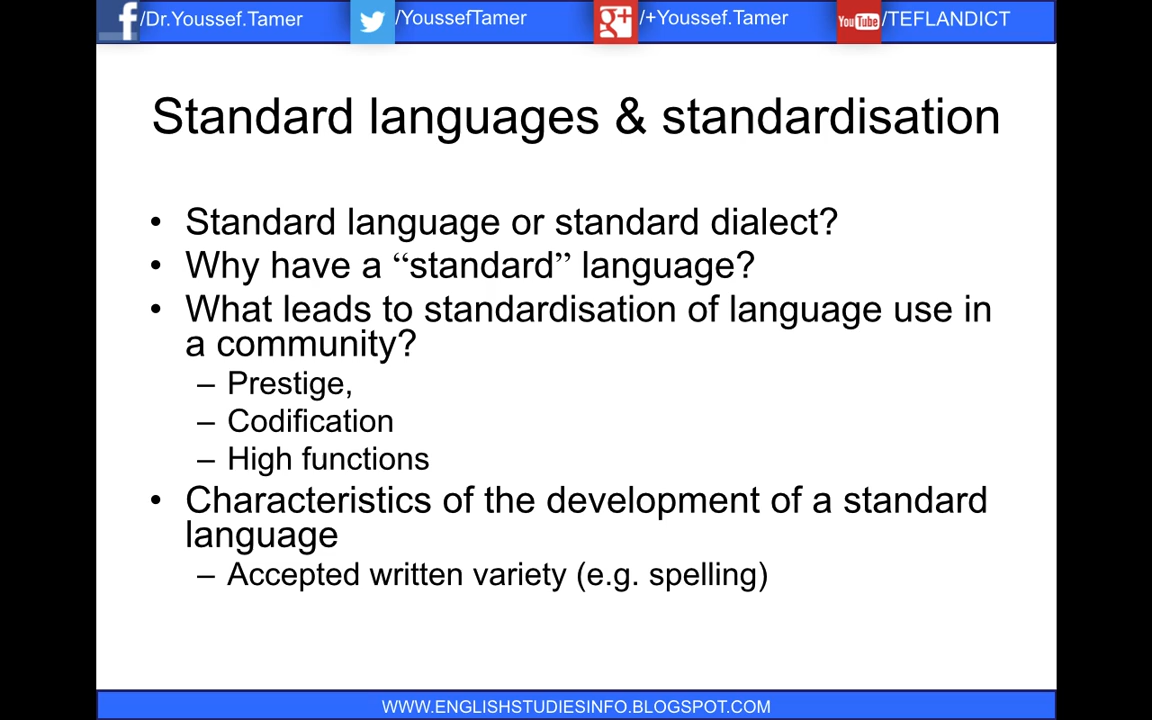 /Dr.Youssef.Tamer /YoussefTamer /+Youssef.Tamer You Tube /TEFLANDICT
Standard languages & standardisation
• Standard language or standard dialect?
• Why have a “standard” language?
• What leads to standardisation of language use in
a community?
– Prestige,
– Codification
– High functions
• Characteristics of the development of a standard
language
– Accepted written variety (e.g. spelling)
WWW.ENGLISHSTUDIESINFO.BLOGSPOT.COM